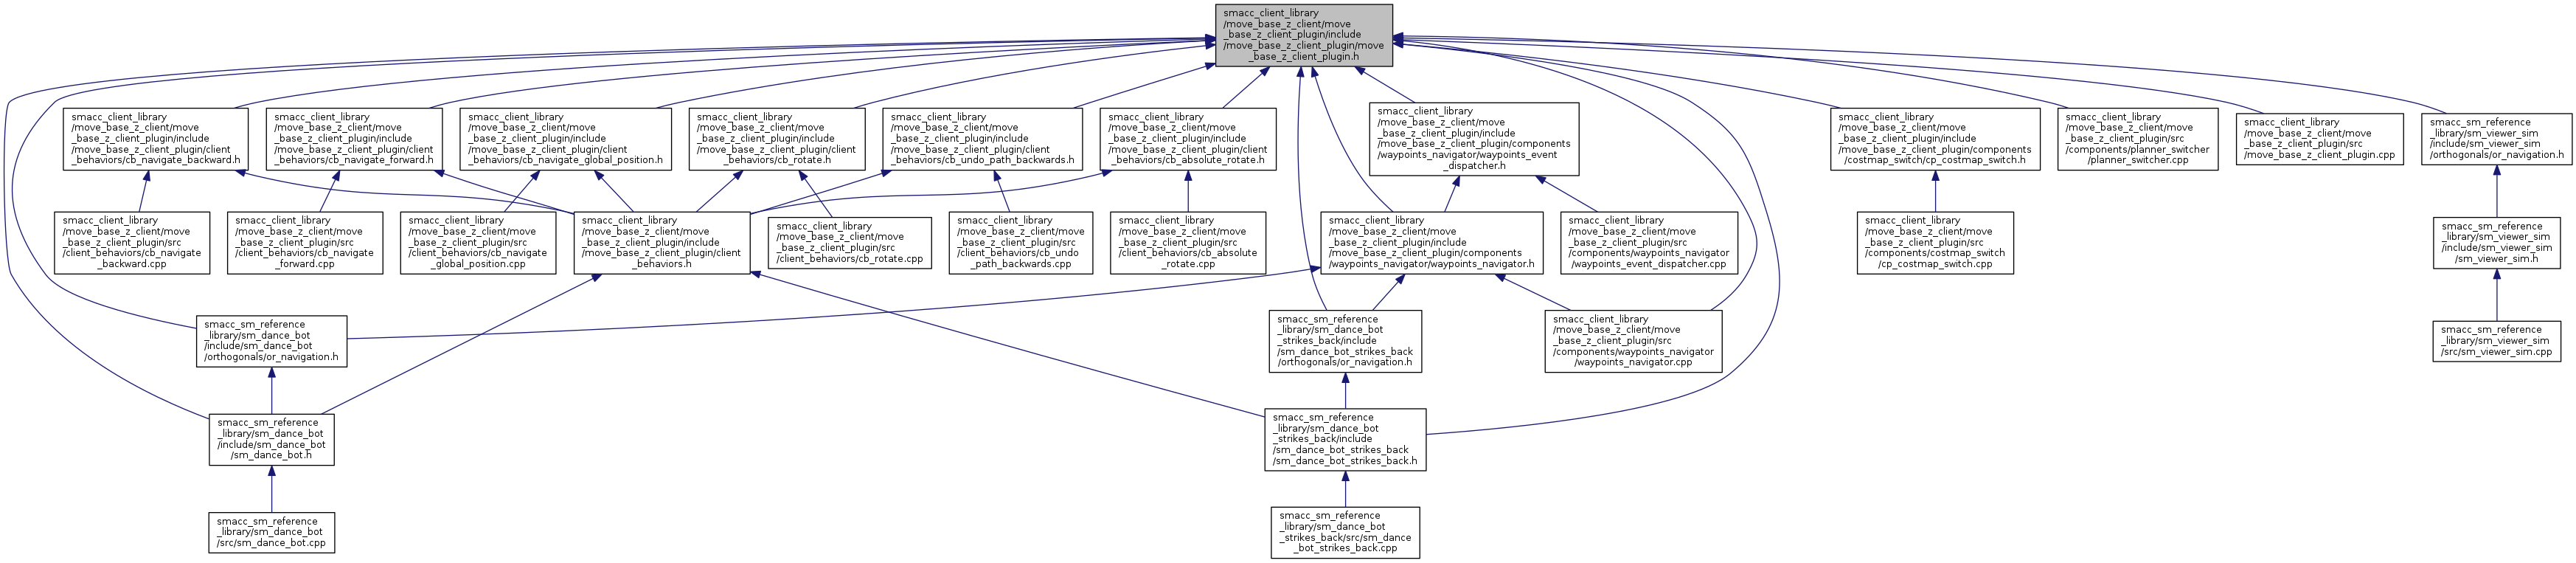 smacc_client_library
/move_base_z_client/move
_base_z_client_plugin/include
/move_base_z_client_plugin/move
_base_z_client_plugin.h
smacc_client_library
/move_base_z_client/move
_base_z_client_plugin/include
/move_base_z_client_plugin/client
_behaviors/cb_navigate_backward.h
smacc_client_library
/move_base_z_client/move
_base_z_client_plugin/include
/move_base_z_client_plugin/client
_behaviors/cb_navigate_forward.h
smacc_client_library
/move_base_z_client/move
_base_z_client_plugin/include
/move_base_z_client_plugin/client
_behaviors/cb_navigate_global_position.h
smacc_client_library
/move_base_z_client/move
_base_z_client_plugin/include
/move_base_z_client_plugin/client
_behaviors/cb_rotate.h
smacc_client_library
/move_base_z_client/move
_base_z_client_plugin/include
/move_base_z_client_plugin/client
_behaviors/cb_undo_path_backwards.h
smacc_client_library
/move_base_z_client/move
_base_z_client_plugin/include
/move_base_z_client_plugin/client
_behaviors/cb_absolute_rotate.h
smacc_client_library
/move_base_z_client/move
_base_z_client_plugin/include
/move_base_z_client_plugin/components
/waypoints_navigator/waypoints_event
_dispatcher.h
smacc_client_library
/move_base_z_client/move
_base_z_client_plugin/include
/move_base_z_client_plugin/components
/costmap_switch/cp_costmap_switch.h
smacc_client_library
/move_base_z_client/move
_base_z_client_plugin/src
/components/planner_switcher
/planner_switcher.cpp
smacc_client_library
/move_base_z_client/move
_base_z_client_plugin/src
/move_base_z_client_plugin.cpp
smacc_sm_reference
_library/sm_viewer_sim
/include/sm_viewer_sim
/orthogonals/or_navigation.h
smacc_client_library
/move_base_z_client/move
_base_z_client_plugin/src
/client_behaviors/cb_navigate
_backward.cpp
smacc_client_library
/move_base_z_client/move
_base_z_client_plugin/src
/client_behaviors/cb_navigate
_forward.cpp
smacc_client_library
/move_base_z_client/move
_base_z_client_plugin/src
/client_behaviors/cb_navigate
_global_position.cpp
smacc_client_library
/move_base_z_client/move
_base_z_client_plugin/include
/move_base_z_client_plugin/client
_behaviors.h
smacc_client_library
/move_base_z_client/move
_base_z_client_plugin/src
/client_behaviors/cb_rotate.cpp
smacc_client_library
/move_base_z_client/move
_base_z_client_plugin/src
/client_behaviors/cb_undo
_path_backwards.cpp
smacc_client_library
/move_base_z_client/move
_base_z_client_plugin/src
/client_behaviors/cb_absolute
_rotate.cpp
smacc_client_library
/move_base_z_client/move
_base_z_client_plugin/include
/move_base_z_client_plugin/components
/waypoints_navigator/waypoints_navigator.h
smacc_client_library
/move_base_z_client/move
_base_z_client_plugin/src
/components/waypoints_navigator
/waypoints_event_dispatcher.cpp
smacc_client_library
/move_base_z_client/move
_base_z_client_plugin/src
/components/costmap_switch
/cp_costmap_switch.cpp
smacc_sm_reference
_library/sm_viewer_sim
/include/sm_viewer_sim
/sm_viewer_sim.h
smacc_sm_reference
_library/sm_dance_bot
/include/sm_dance_bot
/orthogonals/or_navigation.h
smacc_sm_reference
_library/sm_dance_bot
_strikes_back/include
/sm_dance_bot_strikes_back
/orthogonals/or_navigation.h
smacc_client_library
/move_base_z_client/move
_base_z_client_plugin/src
/components/waypoints_navigator
/waypoints_navigator.cpp
smacc_sm_reference
_library/sm_viewer_sim
/src/sm_viewer_sim.cpp
smacc_sm_reference
_library/sm_dance_bot
/include/sm_dance_bot
/sm_dance_bot.h
smacc_sm_reference
_library/sm_dance_bot
_strikes_back/include
/sm_dance_bot_strikes_back
/sm_dance_bot_strikes_back.h
smacc_sm_reference
_library/sm_dance_bot
/src/sm_dance_bot.cpp
smacc_sm_reference
_library/sm_dance_bot
_strikes_back/src/sm_dance
_bot_strikes_back.cpp